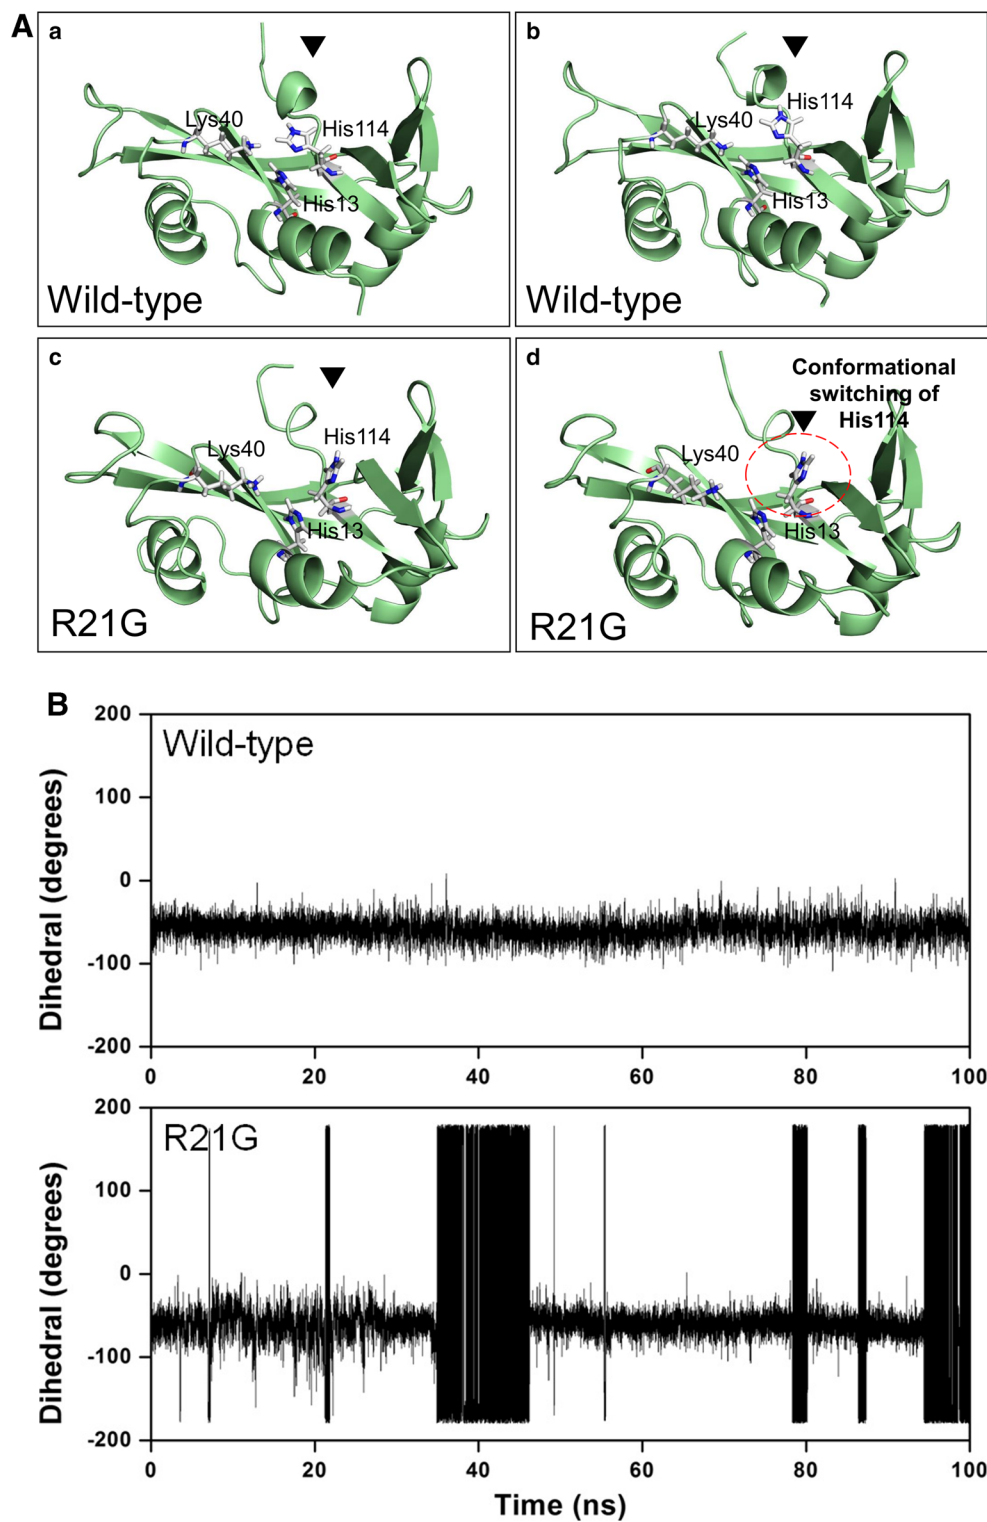 A
a
Lys40
His114
His13
Wild-type
b
Lys40
His114
His13
Wild-type
c
Lys40
His114
His13
R21G
d
Conformational
switching of
His114
Lys40
His13
R21G
B
Dihedral (degrees)
200
100
0
-100
-200
Wild-type
0 20 40 60 80 100
Dihedral (degrees)
200
100
0
-100
-200
R21G
0 20 40 60 80 100
Time (ns)